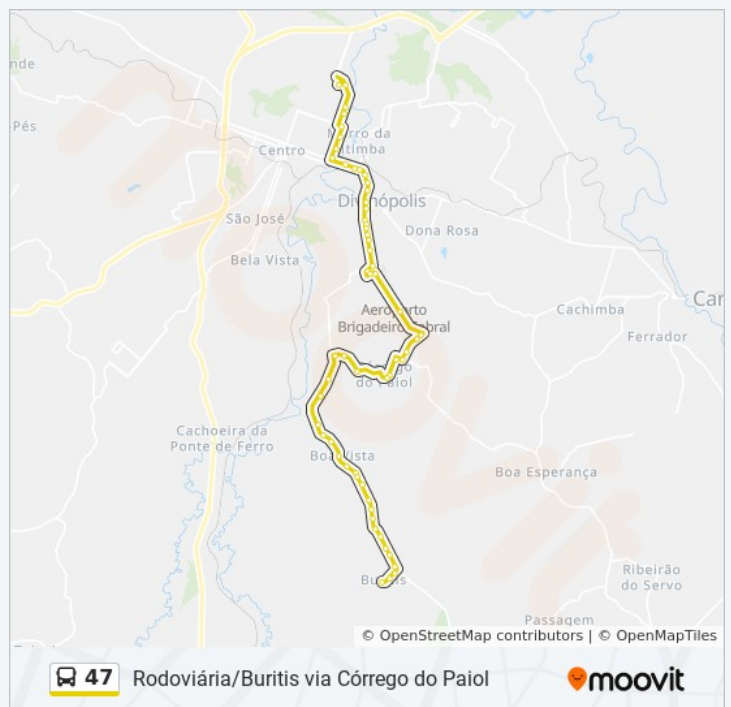 nde
Pés
Morro da
Itimba
Centro
Divinópolis
São José
Dona Rosa
Bela Vista
Car
Aeroporto
Brigadeiro Cabral
Cachimba
Ferrador
Córrego
do Paiol
Cachoeira da
Ponte de Ferro
Boa Vista
Boa Esperança
Buritis
Ribeirão
do Servo
Passagem
© OpenStreetMap contributors | © OpenMapTiles
47 Rodoviária/Buritis via Córrego do Paiol
moovit